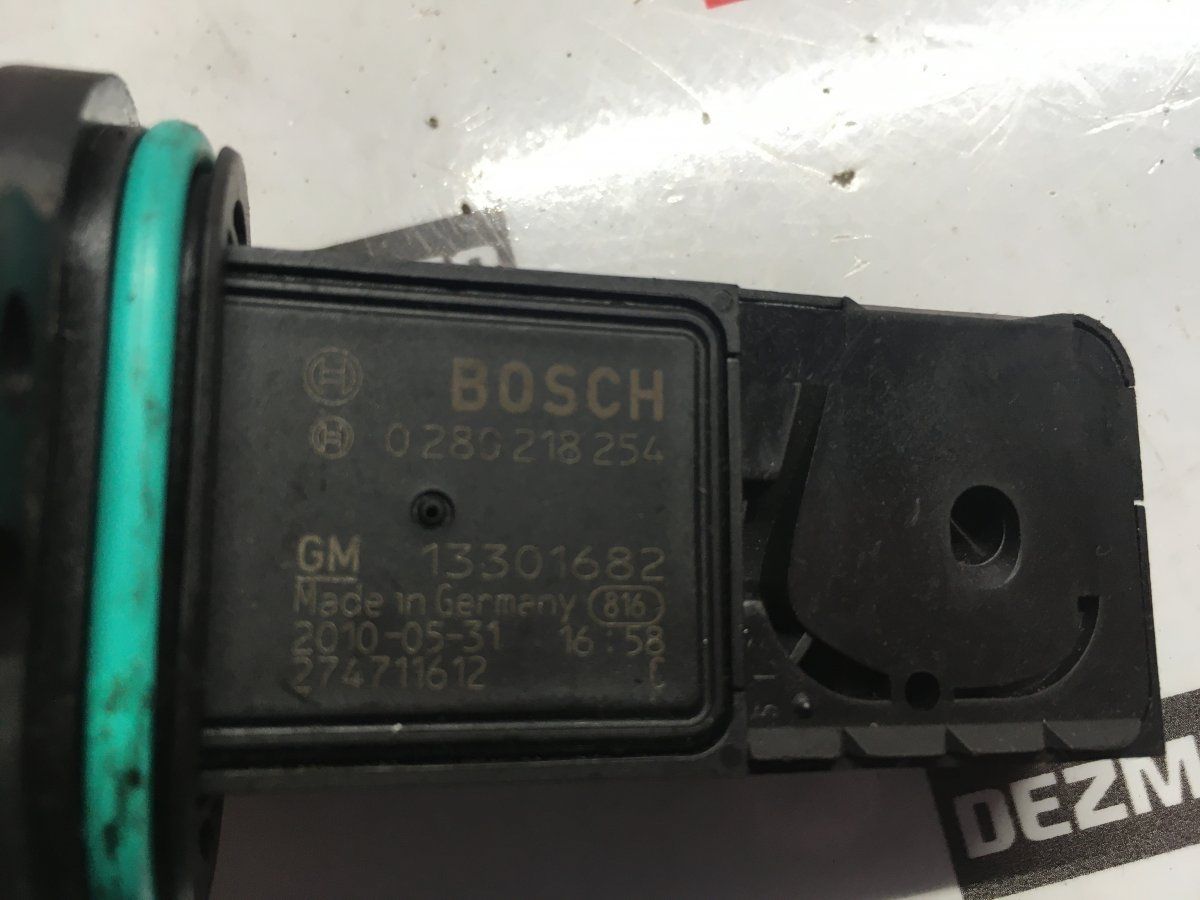 BOSCH
0 280 218 254
GM 13301682
Made in Germany 816
2010-05-31 16:58
274711612 C
DEZM